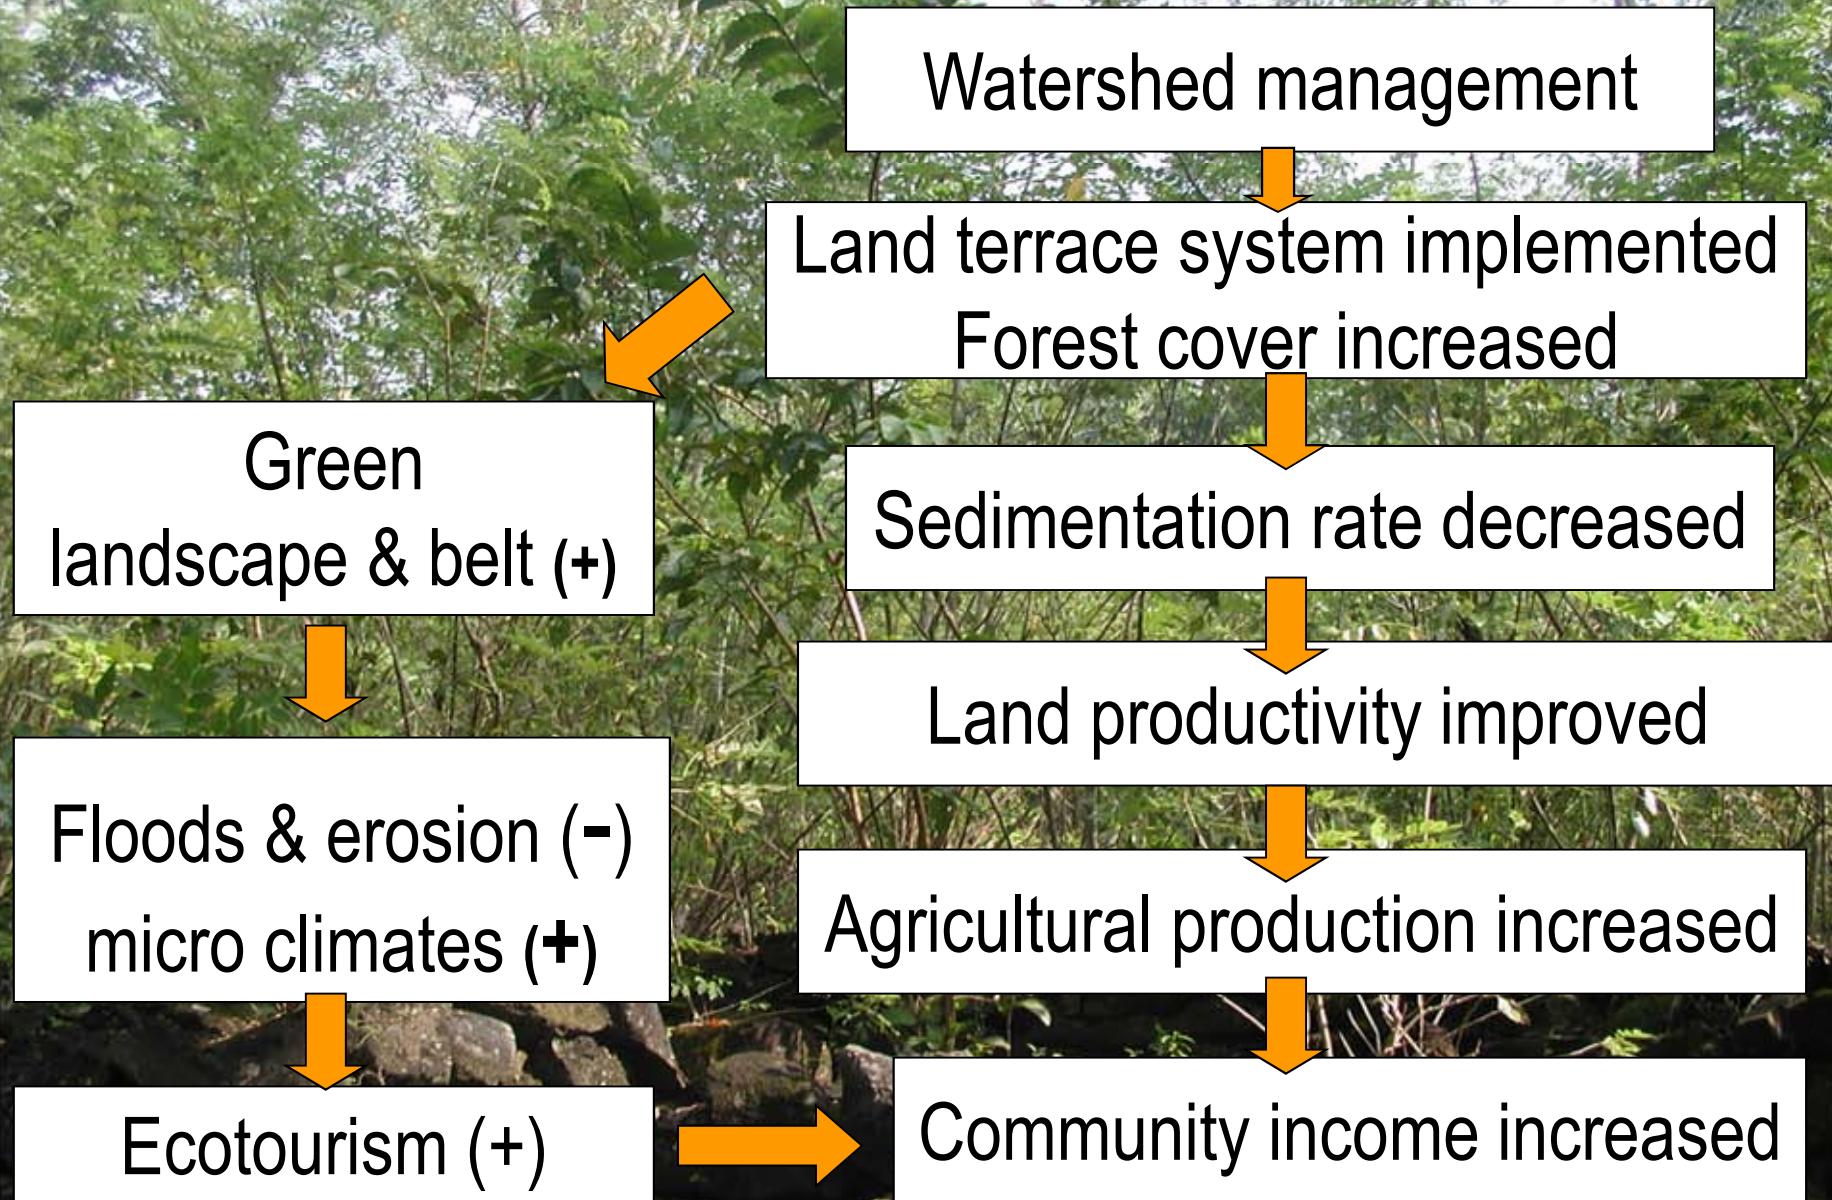 Watershed management
Land terrace system implemented
Forest cover increased
Green
landscape & belt (+)
Sedimentation rate decreased
Land productivity improved
Floods & erosion (-)
micro climates (+)
Agricultural production increased
Ecotourism (+)
Community income increased